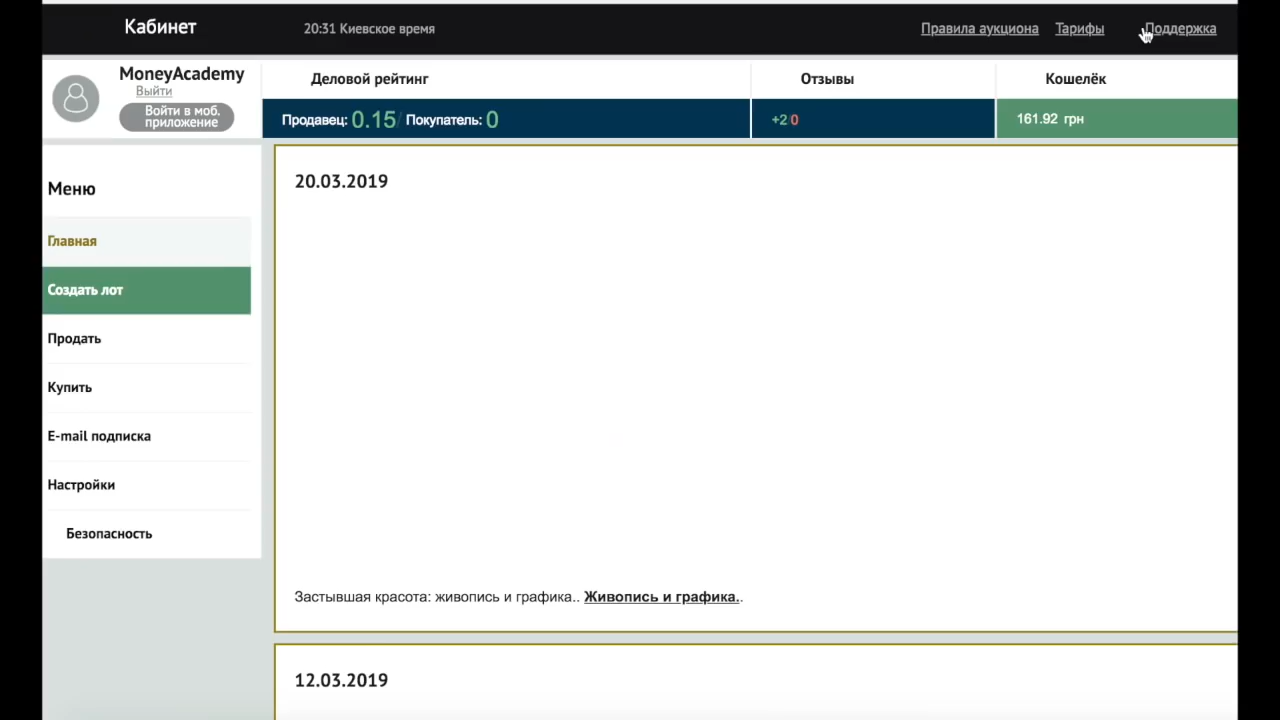 Кабинет
20:31 Киевское время
Правила аукциона
Тарифы
Поддержка
MoneyAcademy
Выйти
Войти в моб.
приложение
Деловой рейтинг
Отзывы
Кошелёк
Продавец: 0.15/ Покупатель: 0
+2 0
161.92 грн
Меню
Главная
Создать лот
Продать
Купить
E-mail подписка
Настройки
Безопасность
20.03.2019
Застывшая красота: живопись и графика.. Живопись и графика..
12.03.2019